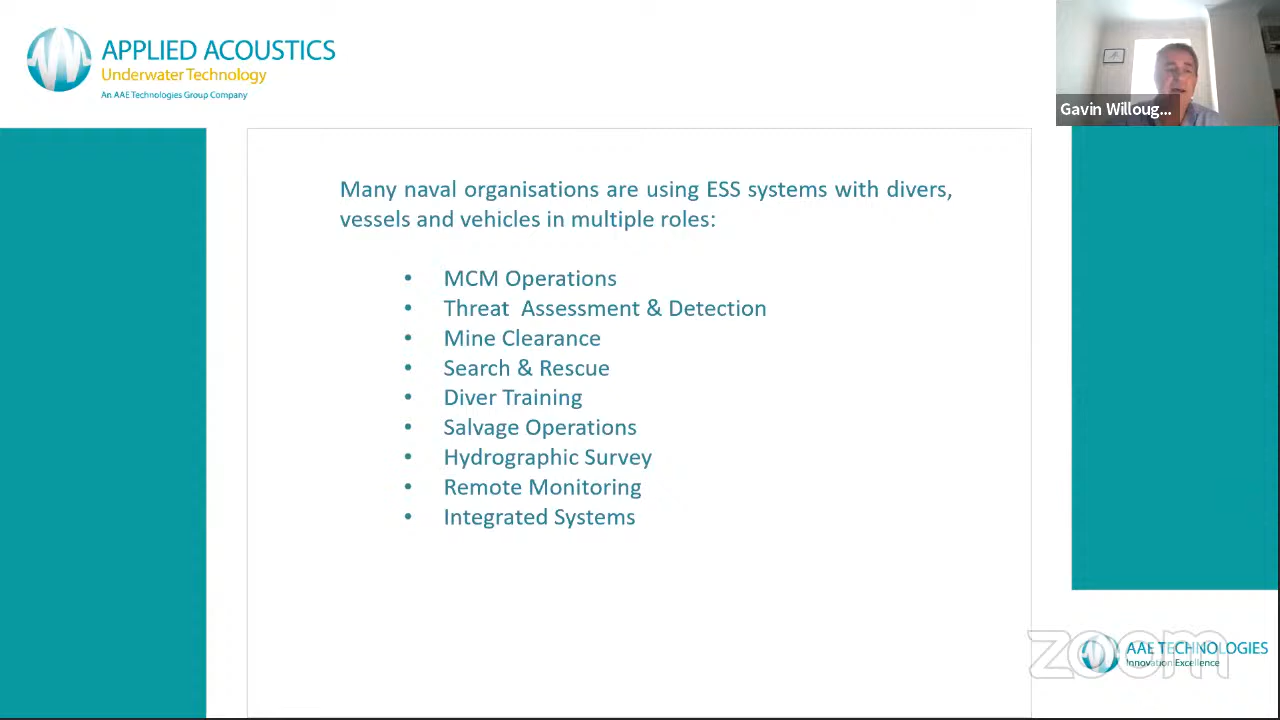 APPLIED ACOUSTICS
Underwater Technology
An AAE Technologies Group Company
Gavin Willoug...
Many naval organisations are using ESS systems with divers,
vessels and vehicles in multiple roles:
• MCM Operations
• Threat  Assessment & Detection
• Mine Clearance
• Search & Rescue
• Diver Training
• Salvage Operations
• Hydrographic Survey
• Remote Monitoring
• Integrated Systems
zoom
AAE TECHNOLOGIES
Innovation Excellence